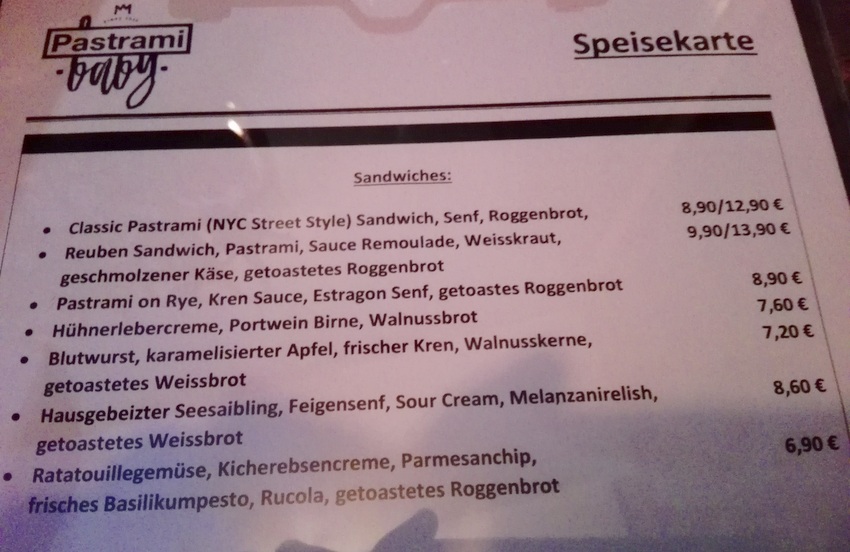 Pastrami
baby
Speisekarte
Sandwiches:
Classic Pastrami (NYC Street Style) Sandwich, Senf, Roggenbrot, 8,90/12,90 €
Reuben Sandwich, Pastrami, Sauce Remoulade, Weisskraut, 9,90/13,90 €
geschmolzener Käse, getoastetes Roggenbrot
Pastrami on Rye, Kren Sauce, Estragon Senf, getoastes Roggenbrot 8,90 €
Hühnerlebercreme, Portwein Birne, Walnussbrot 7,60 €
Blutwurst, karamelisierter Apfel, frischer Kren, Walnusskerne, 7,20 €
getoastetes Weissbrot
Hausgebeizter Seesaibling, Feigensenf, Sour Cream, Melanzanirelish, 8,60 €
getoastetes Weissbrot
Ratatouillegemüse, Kicherebsencreme, Parmesanchip, 6,90 €
frisches Basilikumpesto, Rucola, getoastetes Roggenbrot